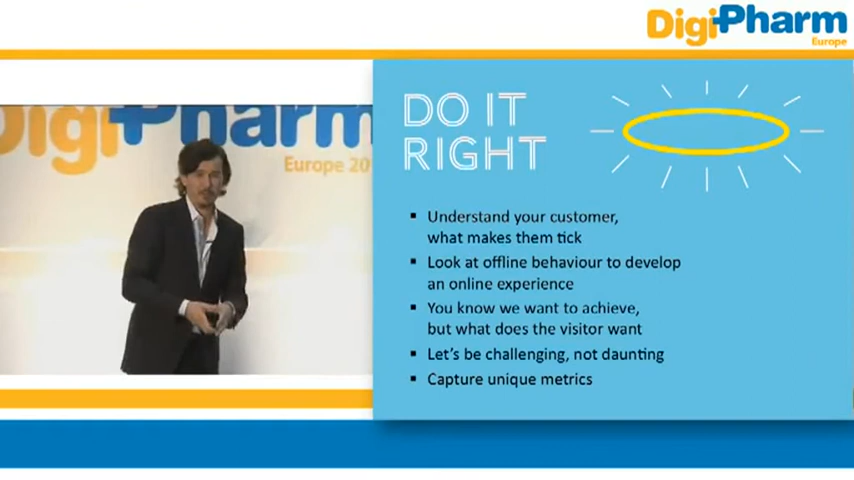 DigiPharm
Europe
DigiPharm
Europe 20
DO IT
RIGHT
Understand your customer,
what makes them tick
Look at offline behaviour to develop
an online experience
You know we want to achieve,
but what does the visitor want
Let's be challenging, not daunting
Capture unique metrics